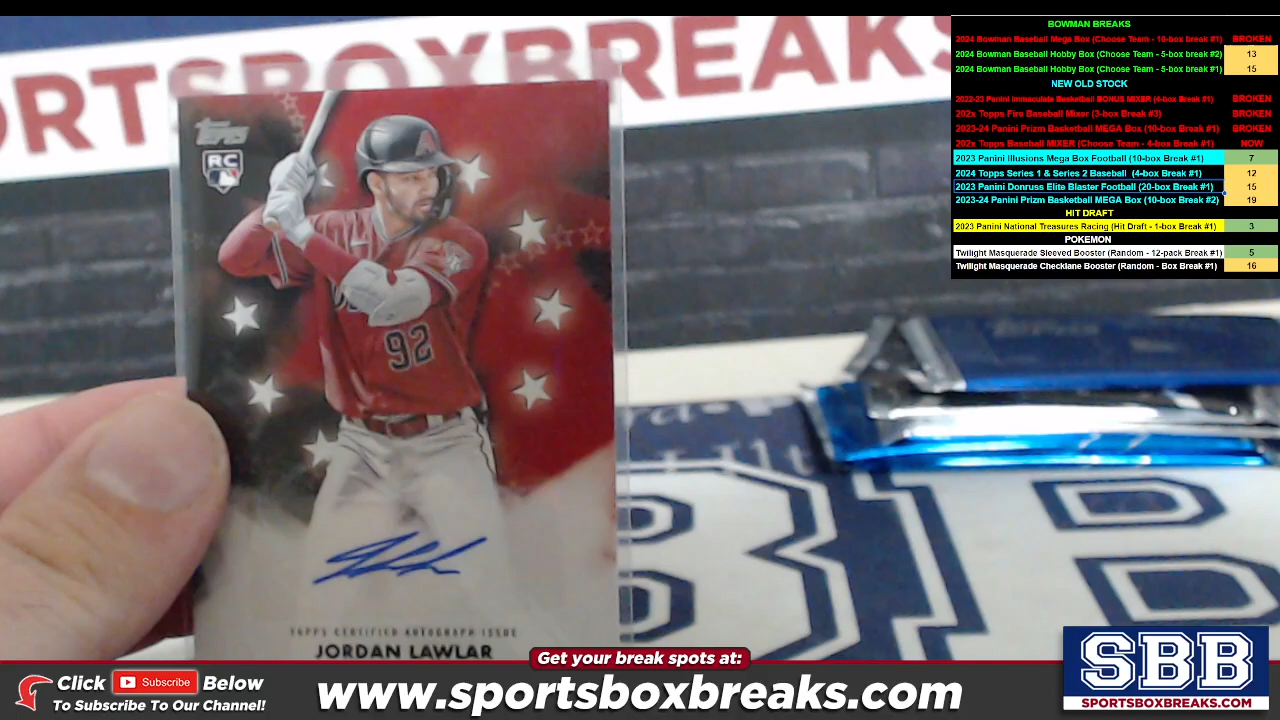 ORTSBOXBREAKS
Topps
RC
92
TOPPS CERTIFIED AUTOGRAPH ISSUE
JORDAN LAWLAR
BOWMAN BREAKS
2024 Bowman Baseball Mega Box (Choose Team - 10-box break #1) BROKEN
2024 Bowman Baseball Hobby Box (Choose Team - 5-box break #2) 13
2024 Bowman Baseball Hobby Box (Choose Team - 5-box break #1) 15
NEW OLD STOCK
2022-23 Panini Immaculate Basketball BONUS MIXER (4-box Break #1) BROKEN
202x Topps Fire Baseball Mixer (3-box Break #3) BROKEN
2023-24 Panini Prizm Basketball MEGA Box (10-box Break #1) BROKEN
202x Topps Baseball MIXER (Choose Team - 4-box Break #1) NOW
2023 Panini Illusions Mega Box Football (10-box Break #1) 7
2024 Topps Series 1 & Series 2 Baseball (4-box Break #1) 12
2023 Panini Donruss Elite Blaster Football (20-box Break #1) 15
2023-24 Panini Prizm Basketball MEGA Box (10-box Break #2) 19
HIT DRAFT
2023 Panini National Treasures Racing (Hit Draft - 1-box Break #1) 3
POKEMON
Twilight Masquerade Sleeved Booster (Random - 12-pack Break #1) 5
Twilight Masquerade Checklane Booster (Random - Box Break #1) 16
Get your break spots at:
Click Subscribe Below
To Subscribe To Our Channel!
www.sportsboxbreaks.com
SBB
SPORTSBOXBREAKS.COM